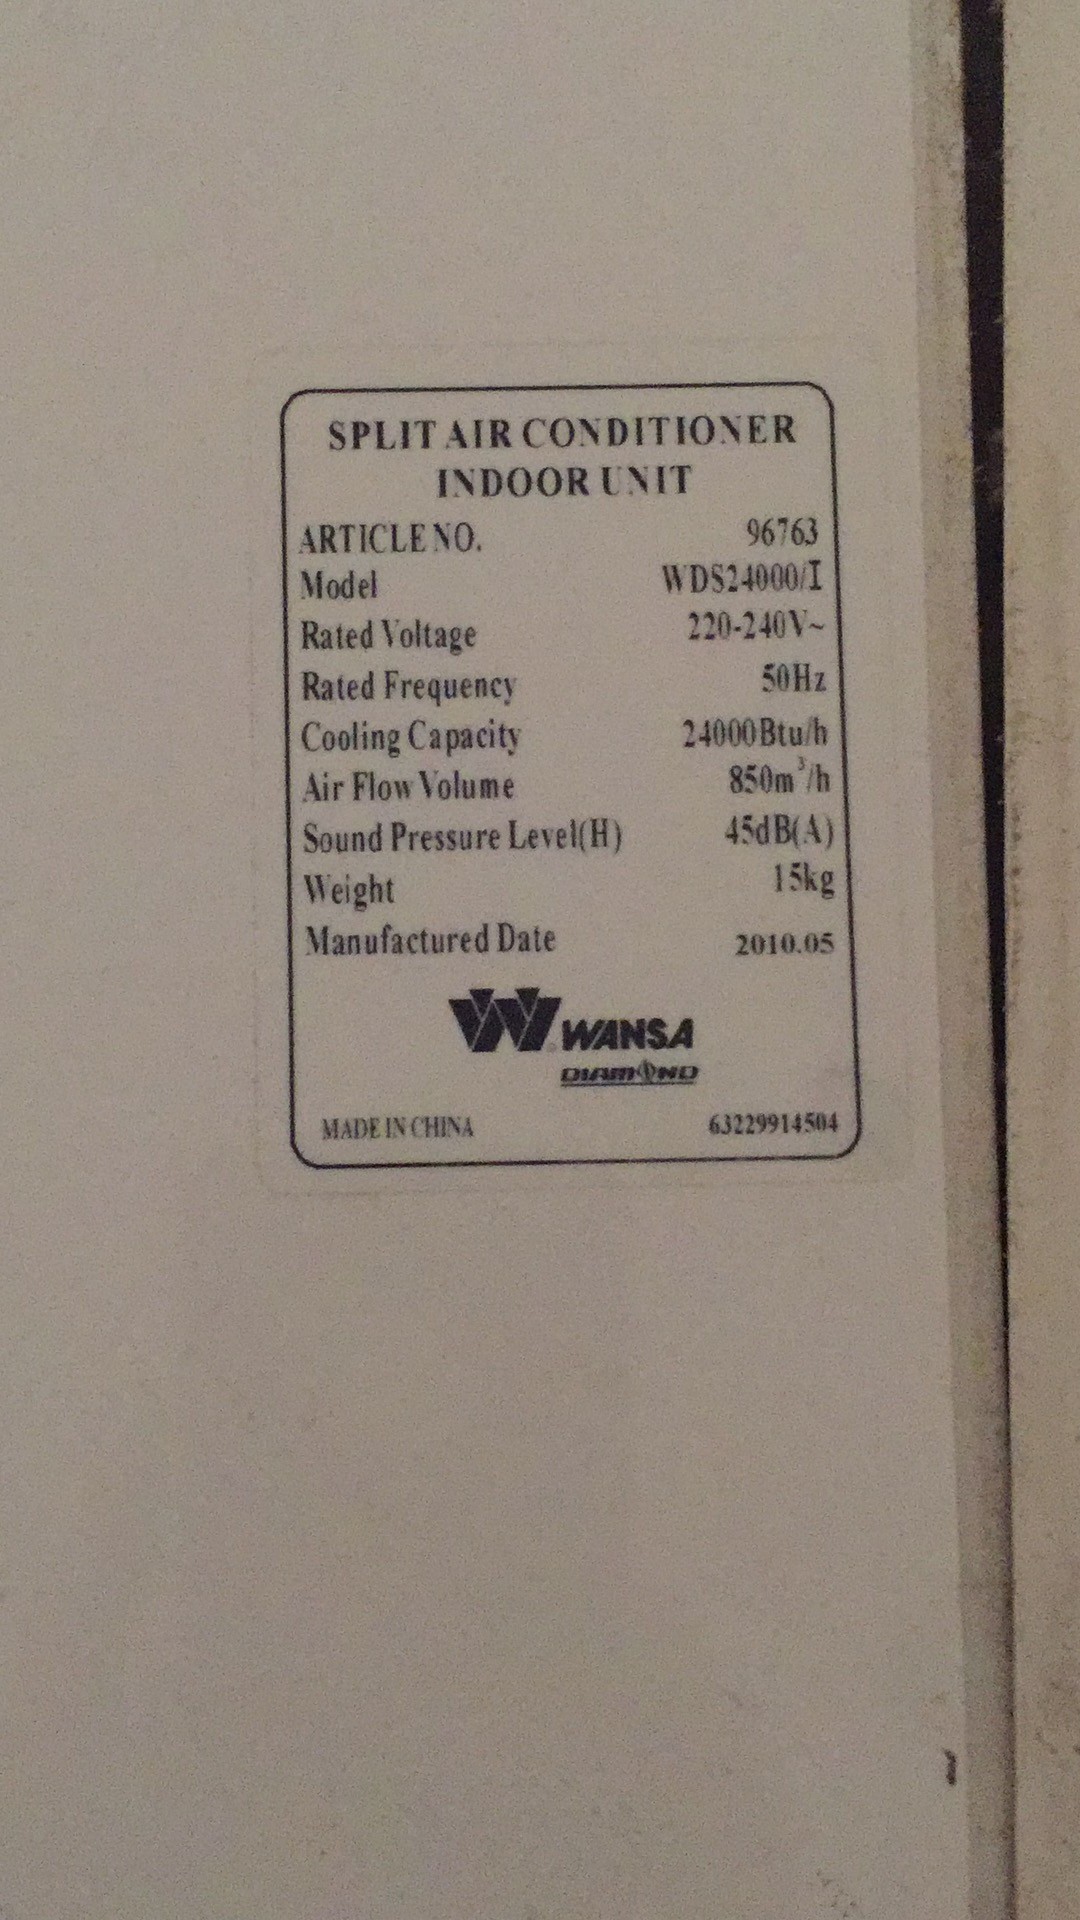 SPLIT AIR CONDITIONER
INDOOR UNIT
ARTICLE NO. 96763
Model WDS24000/I
Rated Voltage 220-240V~
Rated Frequency 50Hz
Cooling Capacity 24000Btu/h
Air Flow Volume 850m³/h
Sound Pressure Level(H) 45dB(A)
Weight 15kg
Manufactured Date 2010.05
WANSA
DIAMOND
MADE IN CHINA 63229914504